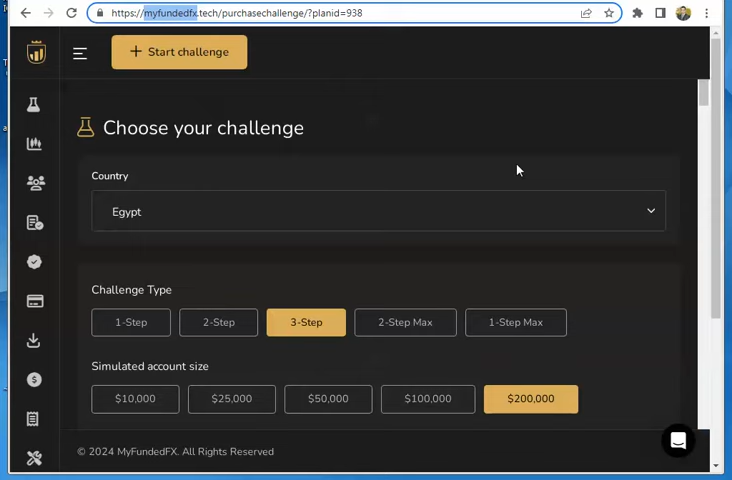 https://myfundedfx.tech/purchasechallenge/?planid=938
+ Start challenge
Choose your challenge
Country
Egypt
Challenge Type
1-Step
2-Step
3-Step
2-Step Max
1-Step Max
Simulated account size
$10,000
$25,000
$50,000
$100,000
$200,000
© 2024 MyFundedFX. All Rights Reserved